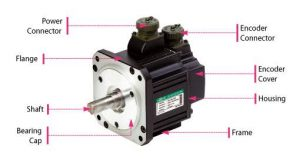 Power
Connector
Encoder
Connector
Flange
Encoder
Cover
Shaft
Housing
Bearing
Cap
Frame